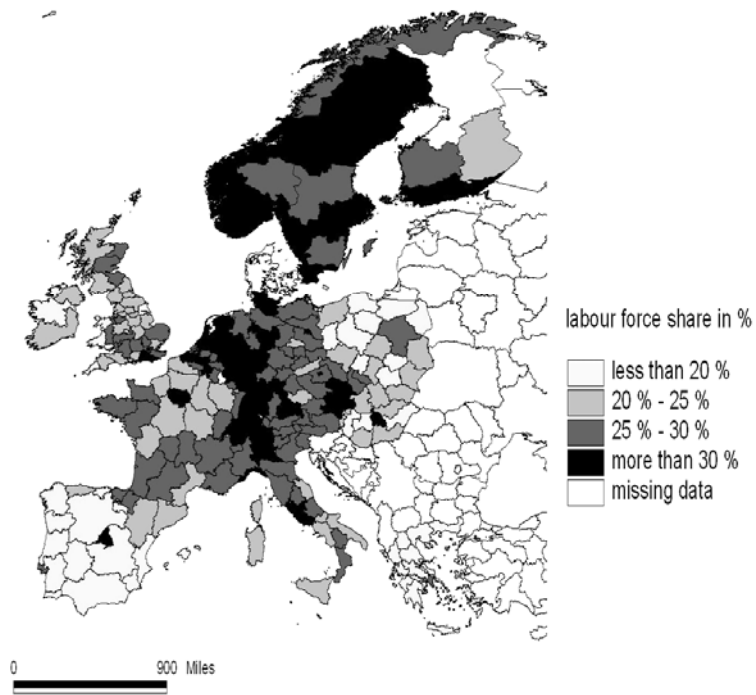 labour force share in %
less than 20 %
20 % - 25 %
25 % - 30 %
more than 30 %
missing data
0 900 Miles